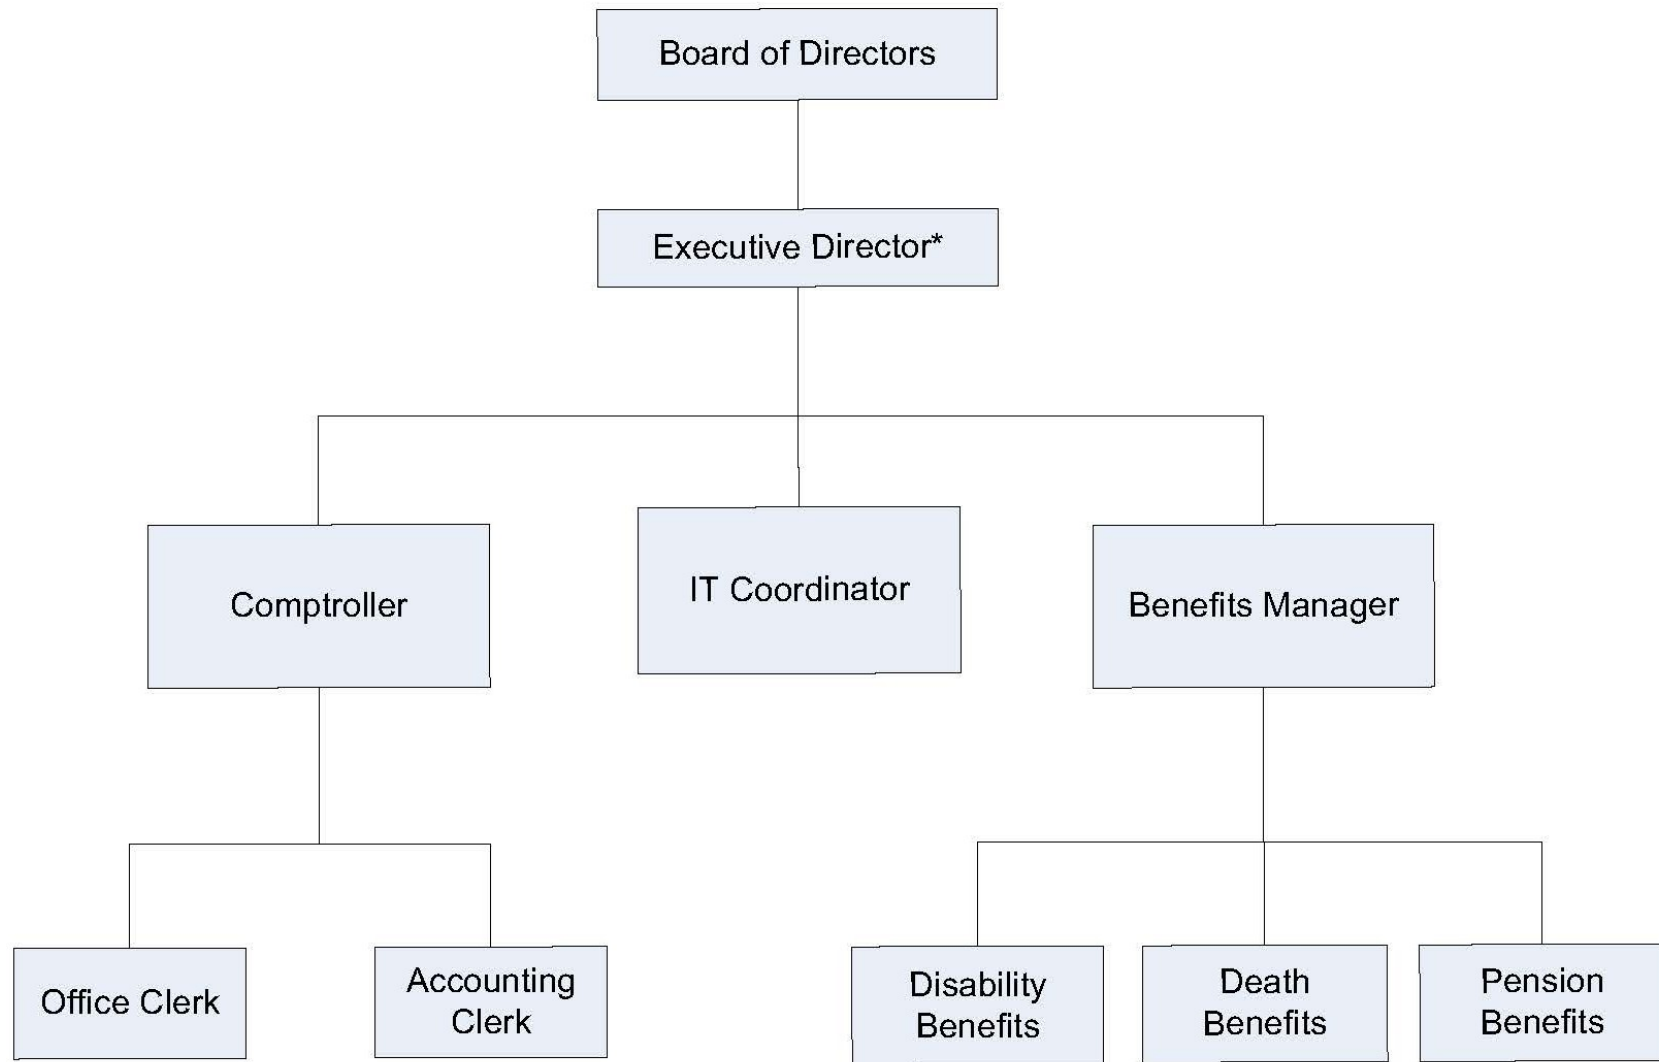 Board of Directors
Executive Director*
Comptroller
IT Coordinator
Benefits Manager
Office Clerk
Accounting
Clerk
Disability
Benefits
Death
Benefits
Pension
Benefits